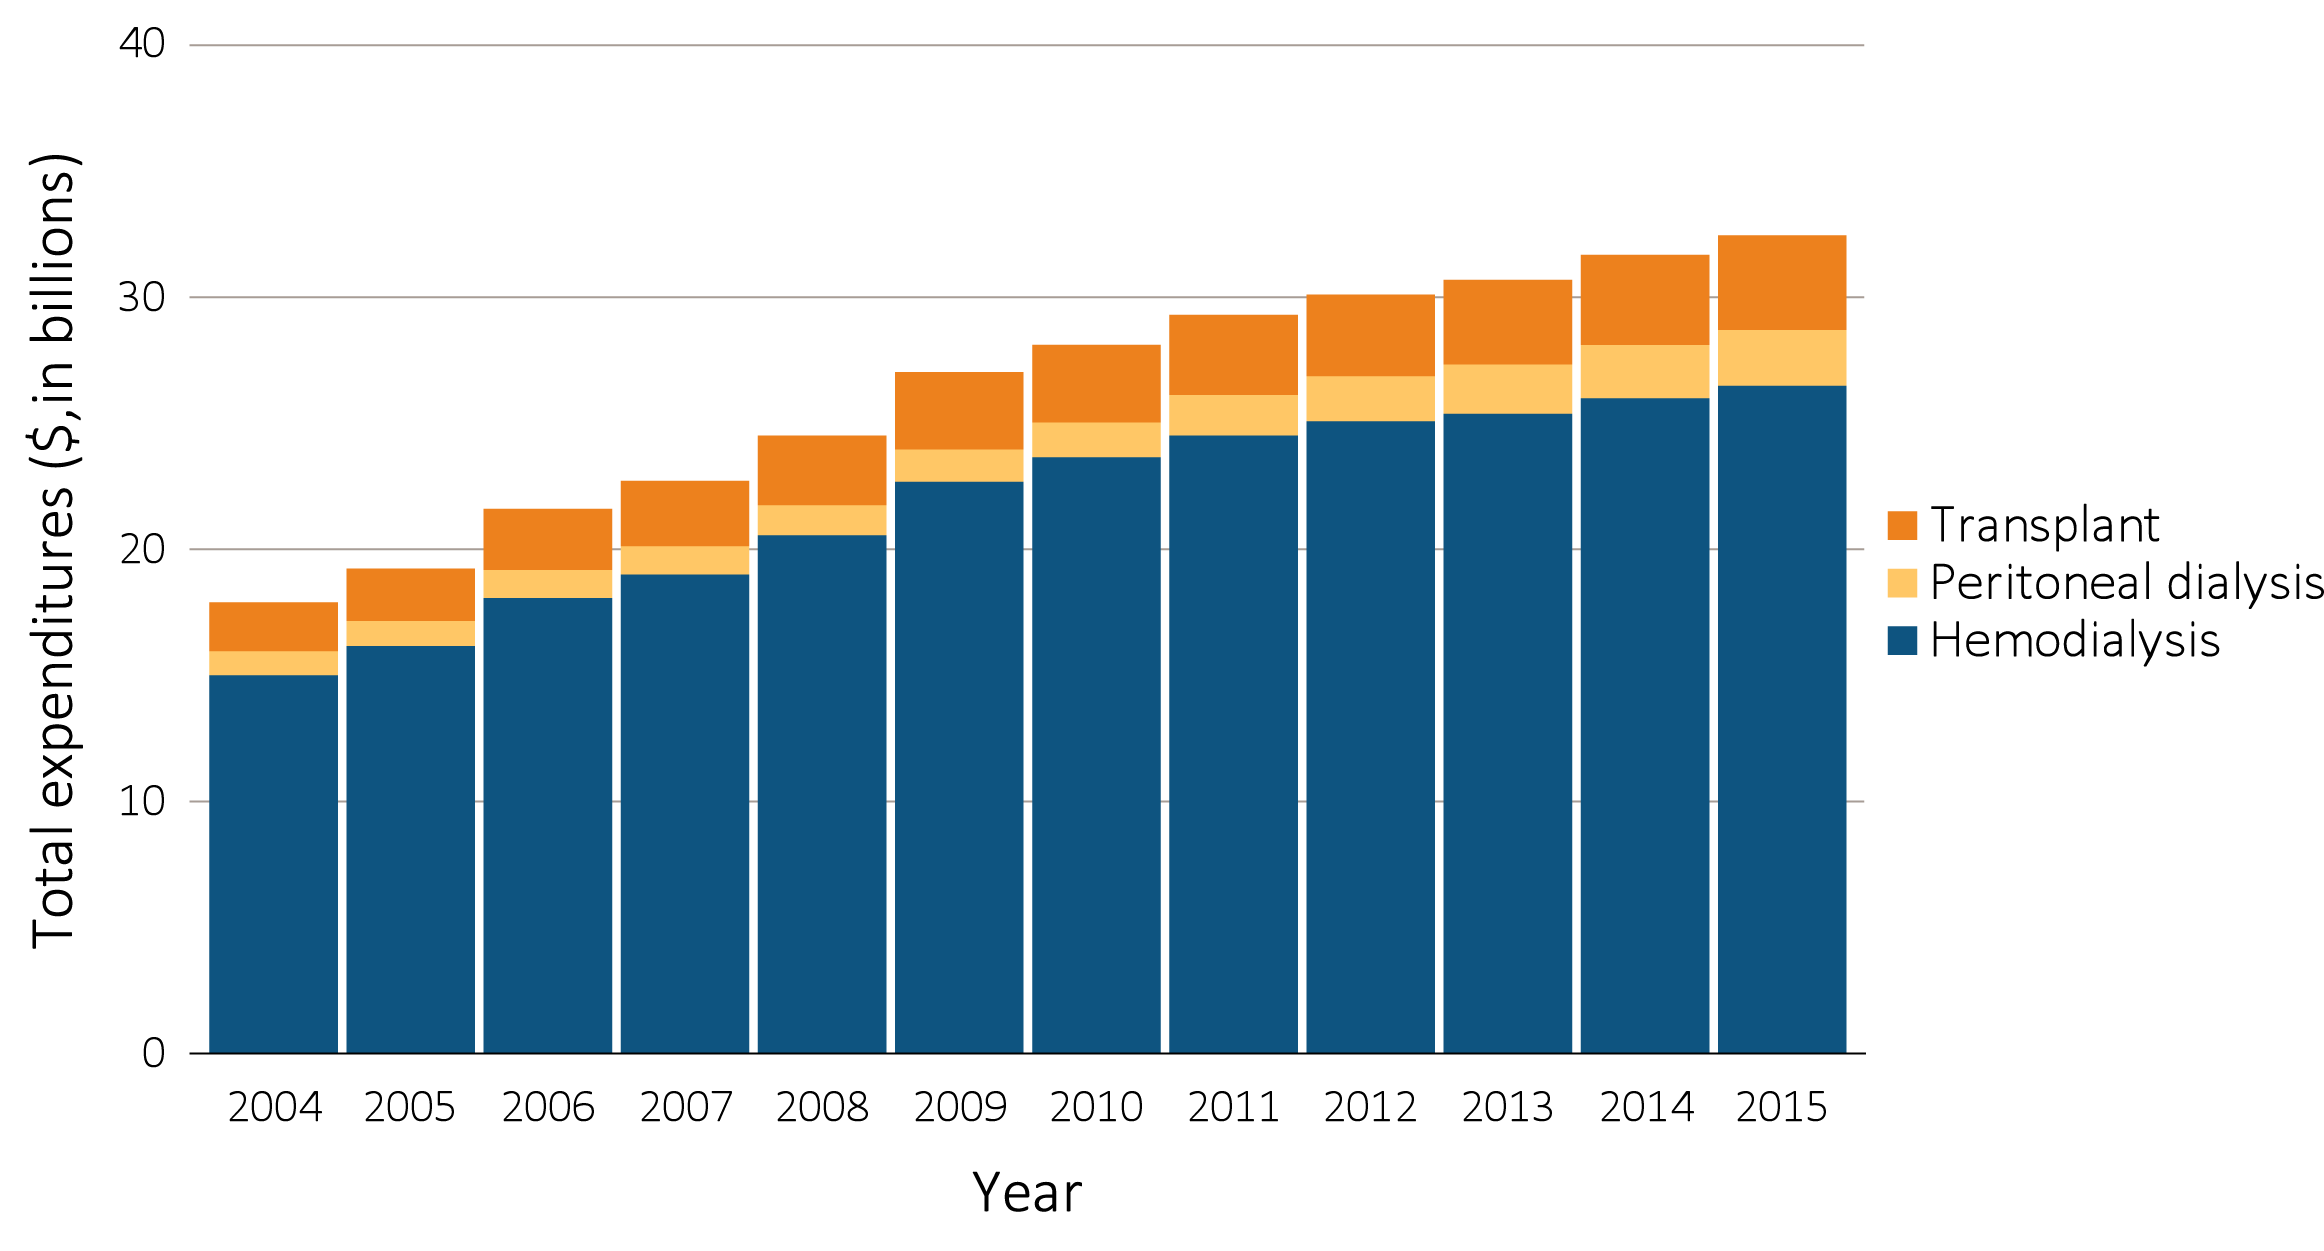 Total expenditures ($,in billions)
40
30
20
10
0
2004 2005 2006 2007 2008 2009 2010 2011 2012 2013 2014 2015
Year
Transplant
Peritoneal dialysis
Hemodialysis